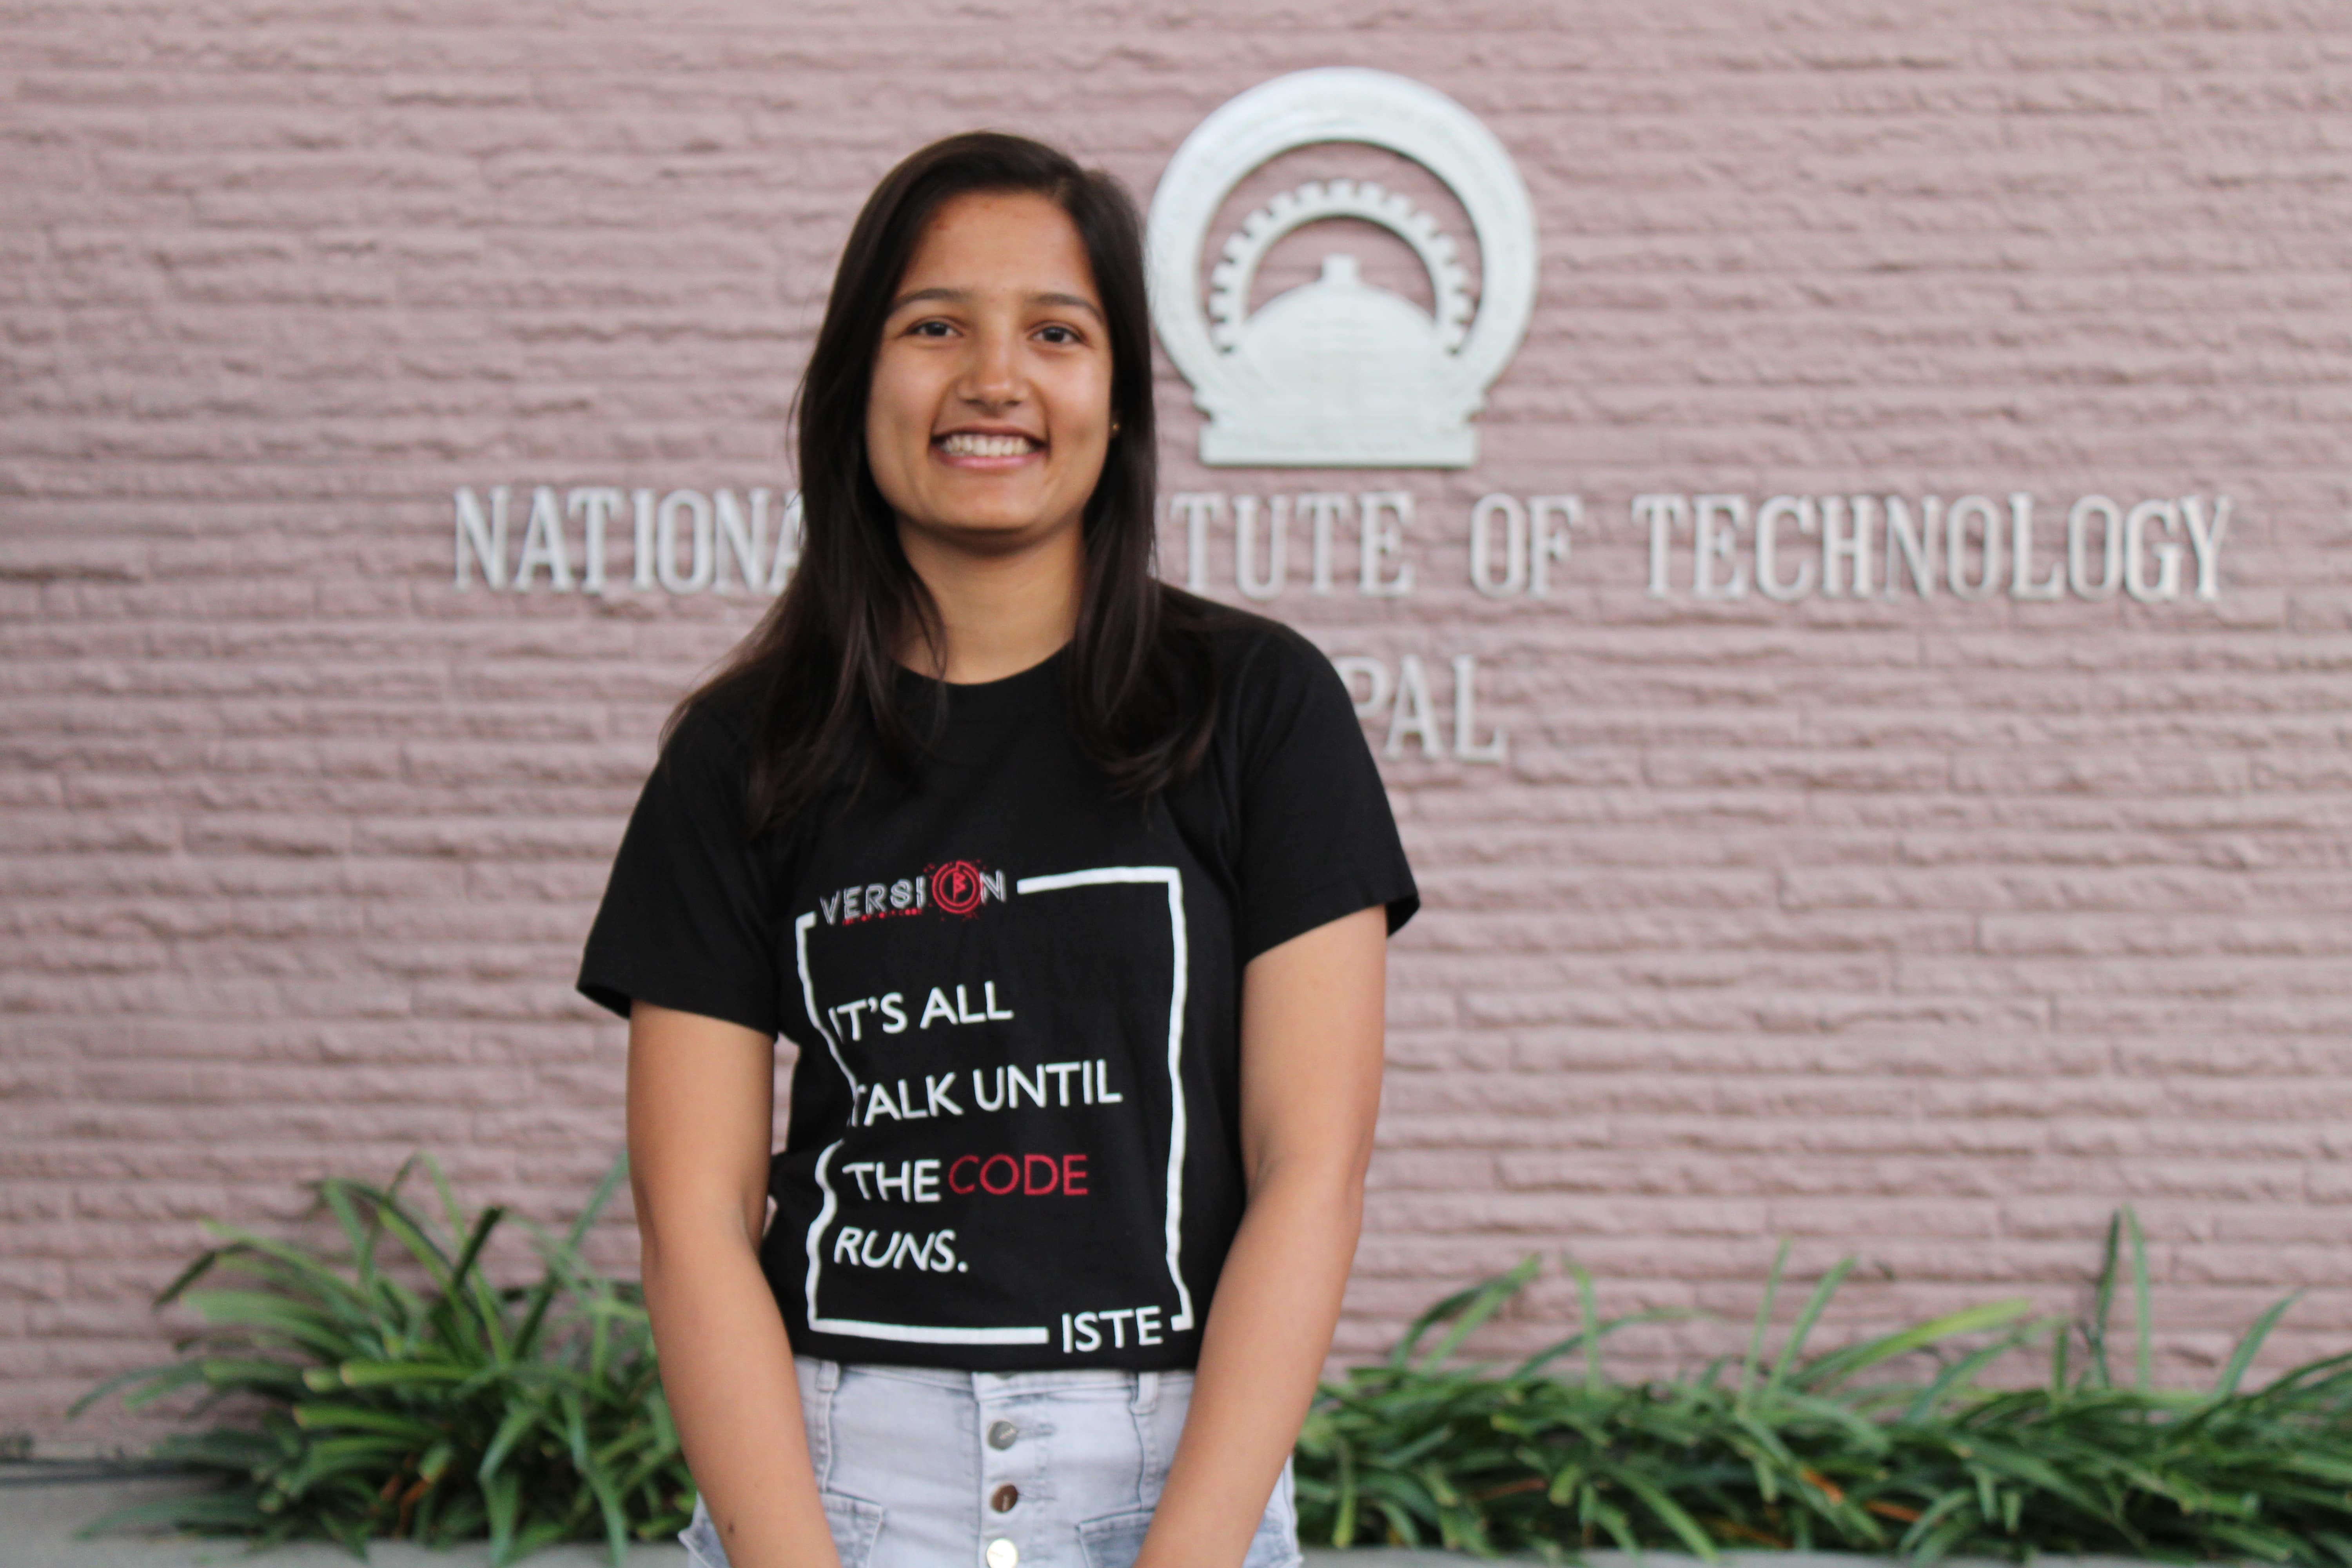 NATIONA TUTE OF TECHNOLOGY
PAL
VERSION
IT'S ALL
TALK UNTIL
THE CODE
RUNS.
ISTE